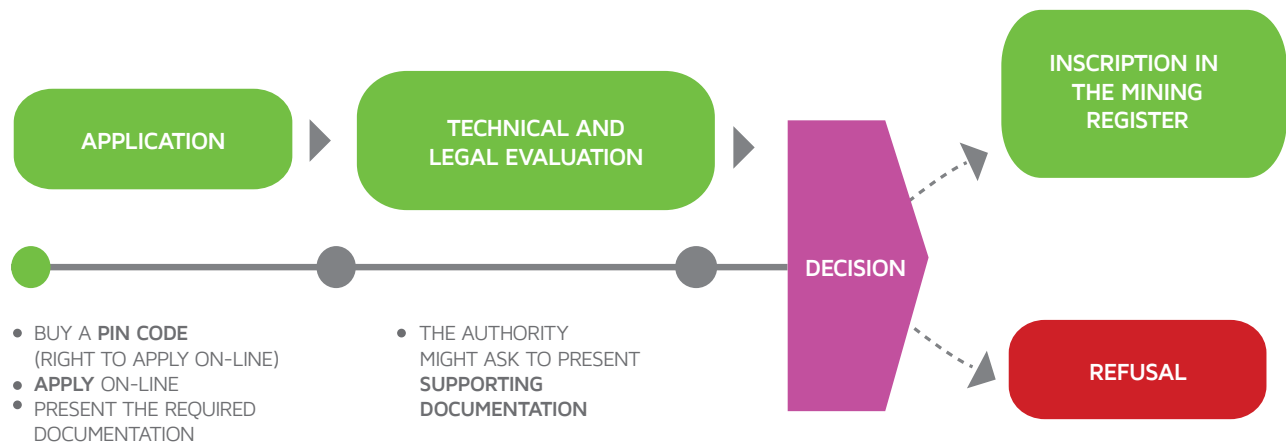 APPLICATION
TECHNICAL AND
LEGAL EVALUATION
DECISION
INSCRIPTION IN
THE MINING
REGISTER
REFUSAL
• BUY A PIN CODE
(RIGHT TO APPLY ON-LINE)
• APPLY ON-LINE
• PRESENT THE REQUIRED
DOCUMENTATION
• THE AUTHORITY
MIGHT ASK TO PRESENT
SUPPORTING
DOCUMENTATION